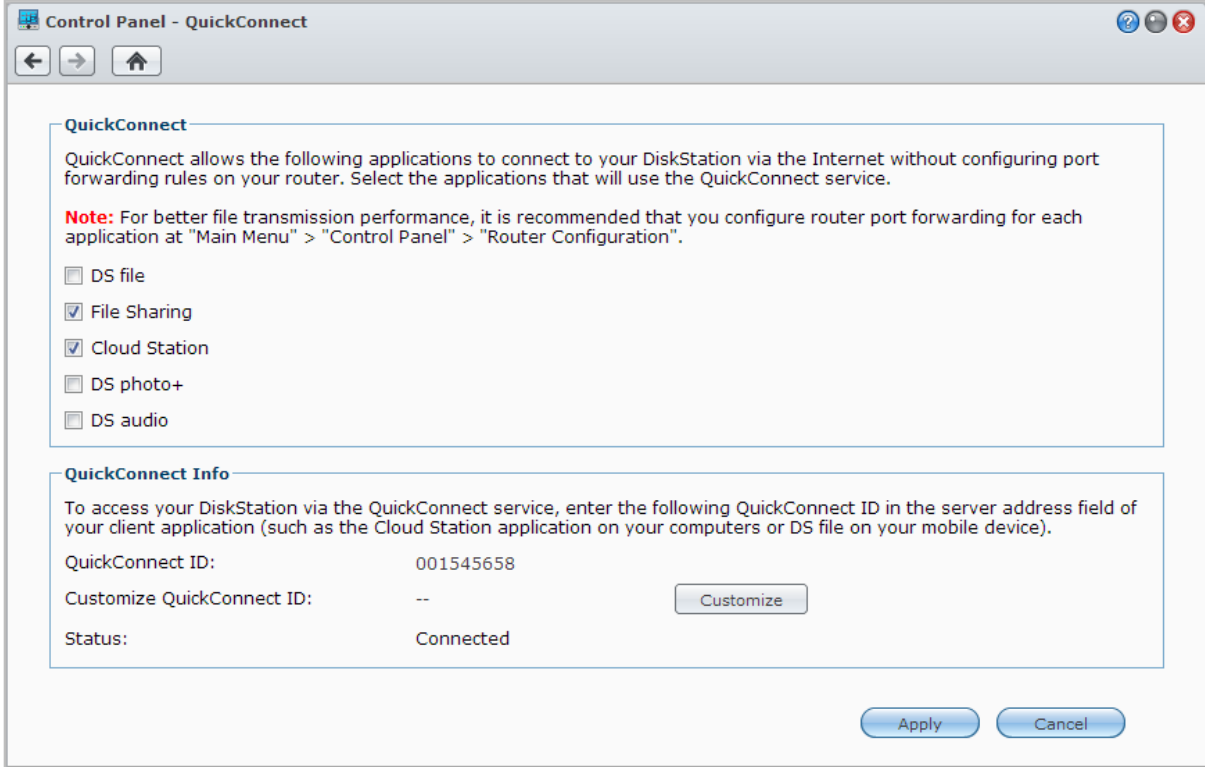 Control Panel - QuickConnect
QuickConnect
QuickConnect allows the following applications to connect to your DiskStation via the Internet without configuring port
forwarding rules on your router. Select the applications that will use the QuickConnect service.
Note: For better file transmission performance, it is recommended that you configure router port forwarding for each
application at "Main Menu" > "Control Panel" > "Router Configuration".
DS file
File Sharing
Cloud Station
DS photo+
DS audio
QuickConnect Info
To access your DiskStation via the QuickConnect service, enter the following QuickConnect ID in the server address field of
your client application (such as the Cloud Station application on your computers or DS file on your mobile device).
QuickConnect ID: 001545658
Customize QuickConnect ID: -- Customize
Status: Connected
Apply Cancel